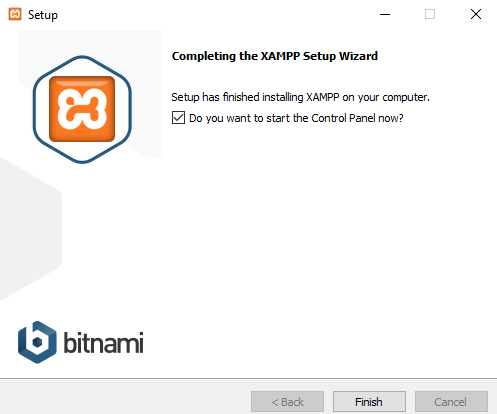 Setup
Completing the XAMPP Setup Wizard
Setup has finished installing XAMPP on your computer.
Do you want to start the Control Panel now?
bitnami
< Back
Finish
Cancel